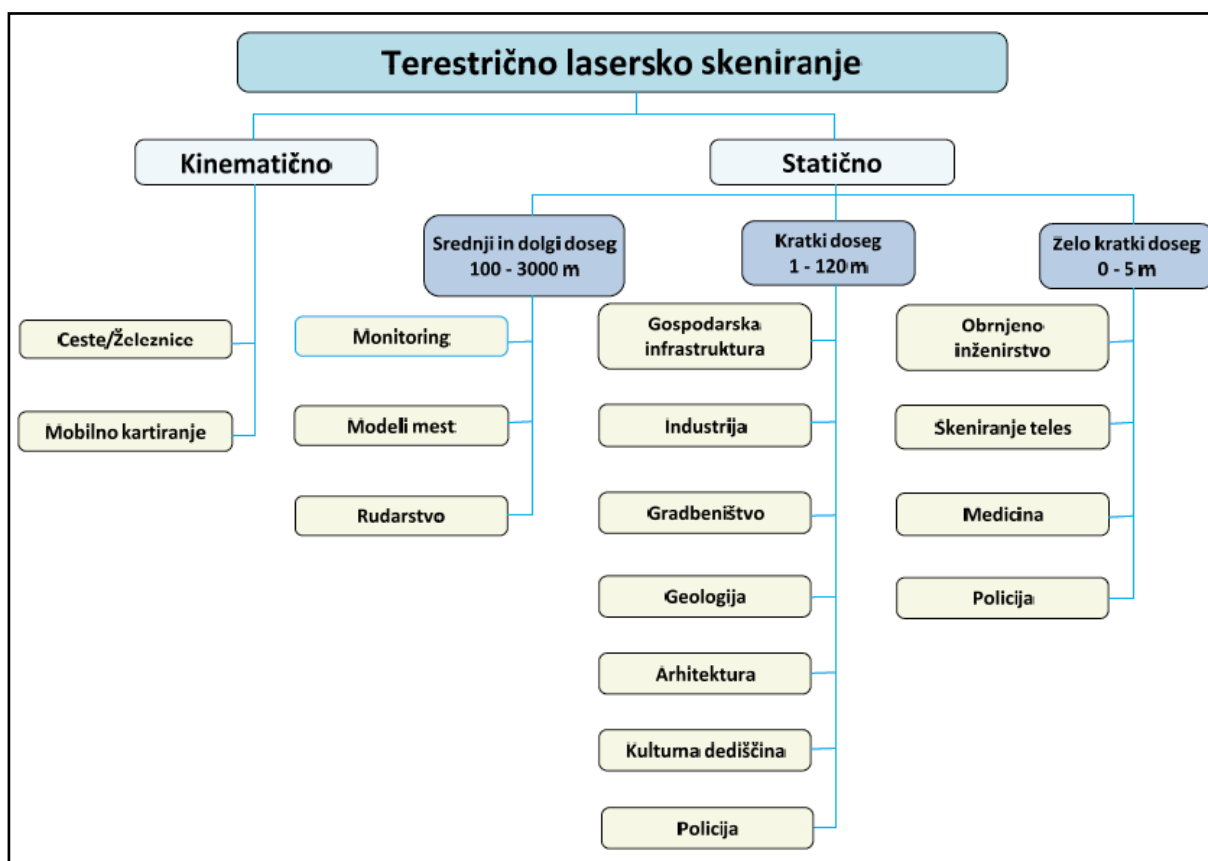 Terestrično lasersko skeniranje
Kinematično
Statično
Srednji in dolgi doseg
100 - 3000 m
Kratki doseg
1 - 120 m
Zelo kratki doseg
0 - 5 m
Ceste/Železnice
Mobilno kartiranje
Monitoring
Modeli mest
Rudarstvo
Gospodarska
infrastruktura
Industrija
Gradbeništvo
Geologija
Arhitektura
Kulturna dediščina
Policija
Obrnjeno
inženirstvo
Skeniranje teles
Medicina
Policija